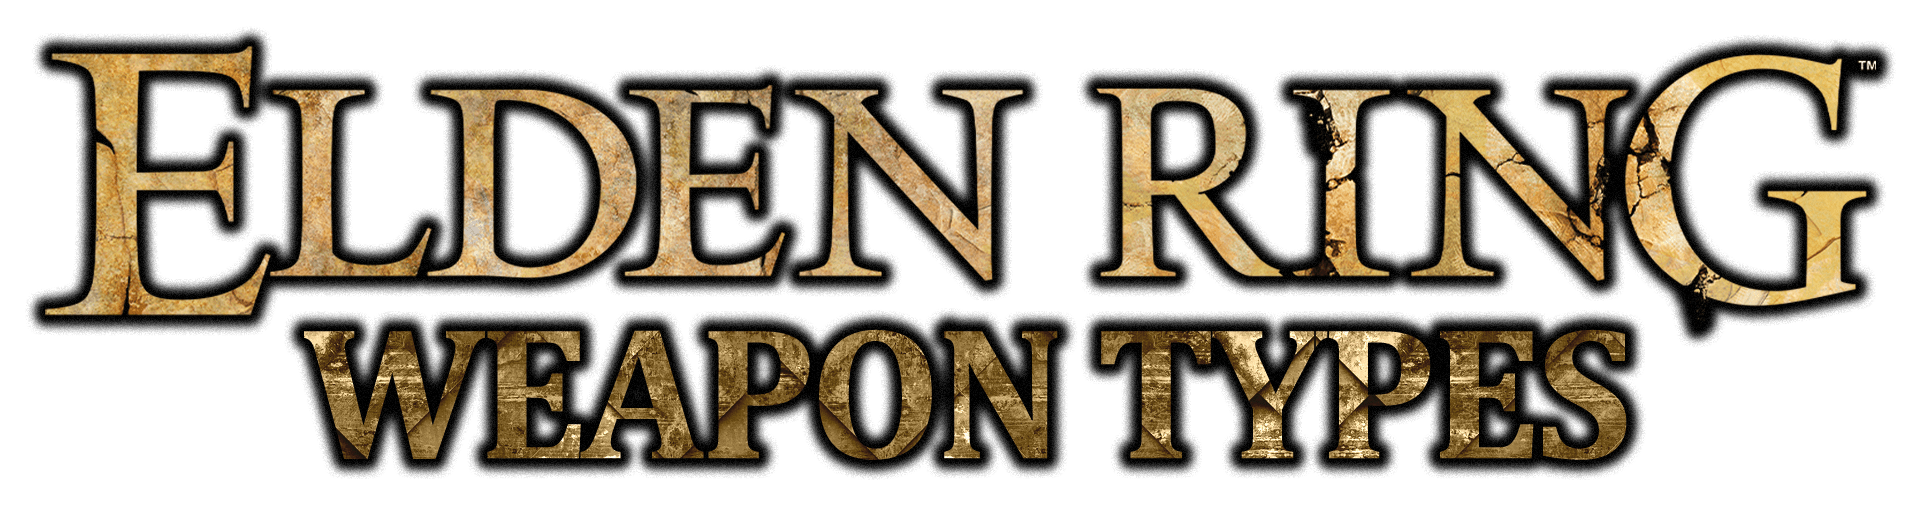 ELDEN RING™
WEAPON TYPES